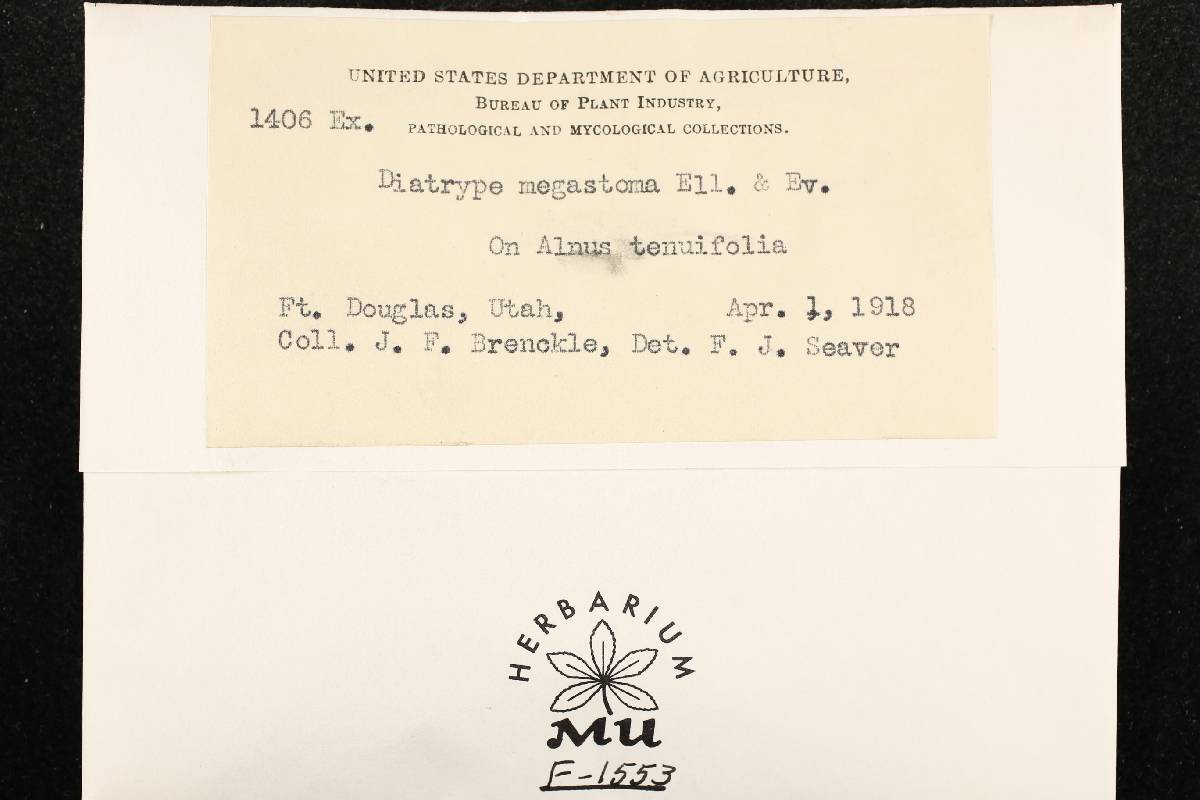 UNITED STATES DEPARTMENT OF AGRICULTURE,
BUREAU OF PLANT INDUSTRY,
1406 Ex. PATHOLOGICAL AND MYCOLOGICAL COLLECTIONS.
Diatrype megastoma Ell. & Ev.
On Alnus tenuifolia
Ft. Douglas, Utah, Apr. 1, 1918
Coll. J. F. Brenckle, Det. F. J. Seaver
HERBARIUM
MU
F-1553